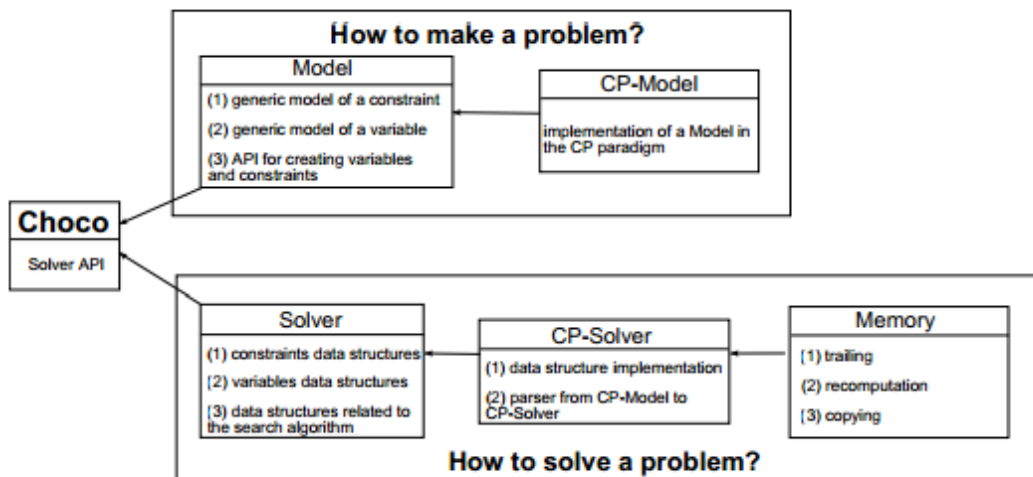 How to make a problem?
Model
(1) generic model of a constraint
(2) generic model of a variable
(3) API for creating variables
and constraints
CP-Model
implementation of a Model in
the CP paradigm
Choco
Solver API
Solver
(1) constraints data structures
(2) variables data structures
(3) data structures related to
the search algorithm
CP-Solver
(1) data structure implementation
(2) parser from CP-Model to
CP-Solver
Memory
(1) trailing
(2) recomputation
(3) copying
How to solve a problem?